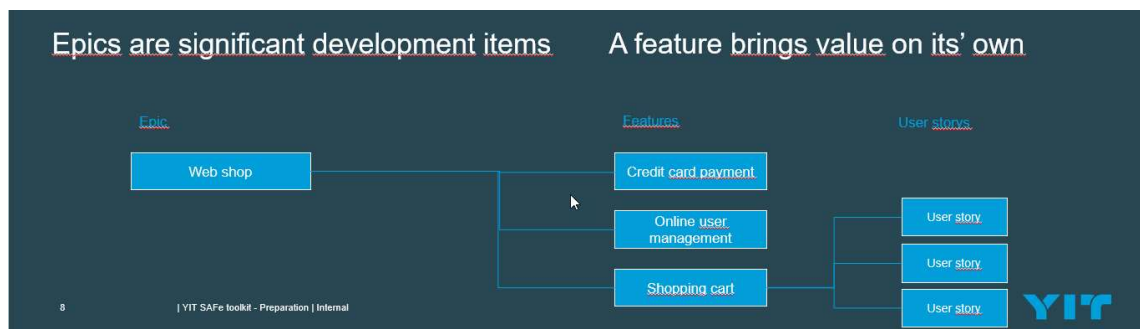 Epics are significant development items
A feature brings value on its’ own
Epic
Features
User storys
Web shop
Credit card payment
Online user
management
Shopping cart
User story
User story
User story
8
| YIT SAFe toolkit - Preparation | Internal
YIT